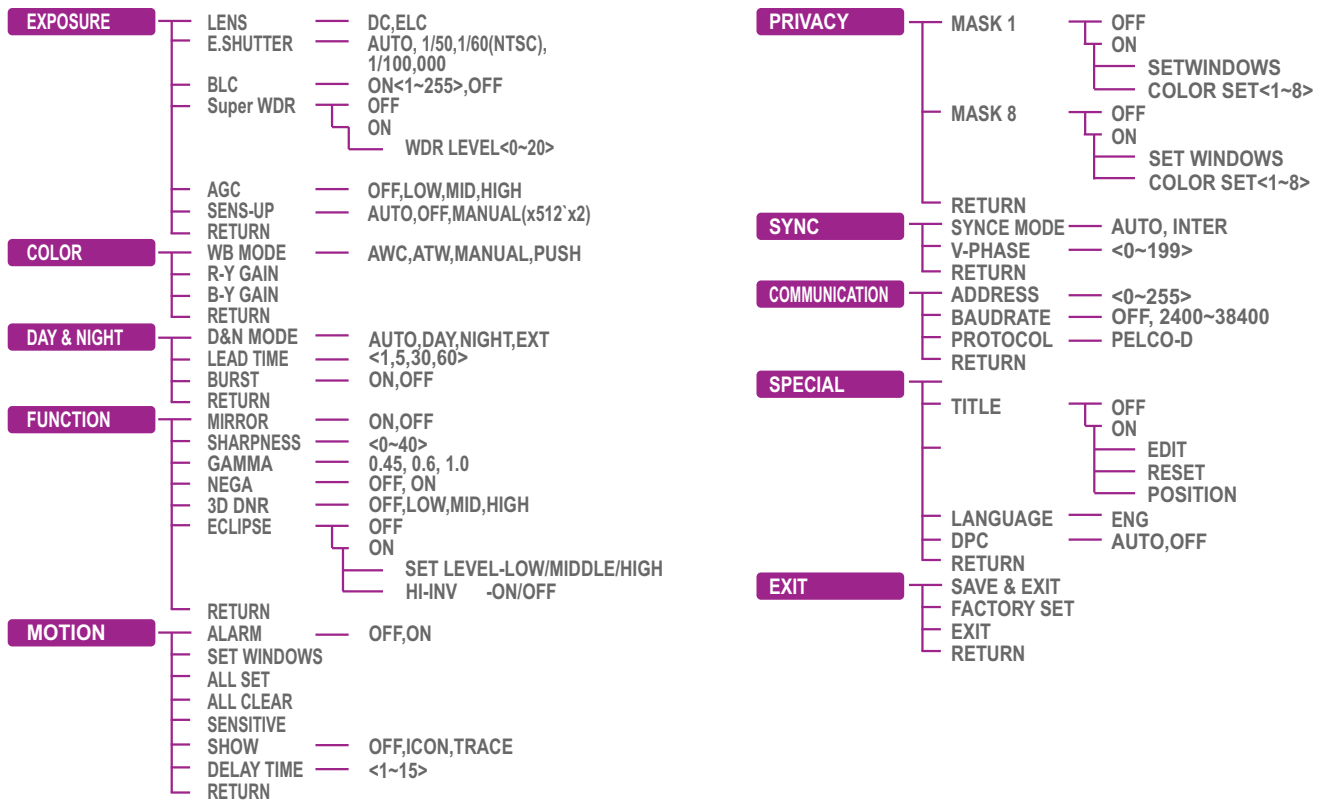 EXPOSURE
LENS DC,ELC
E.SHUTTER AUTO, 1/50,1/60(NTSC),
1/100,000
BLC ON<1~255>,OFF
Super WDR OFF
ON
WDR LEVEL<0~20>
AGC OFF,LOW,MID,HIGH
SENS-UP AUTO,OFF,MANUAL(x512`x2)
RETURN
COLOR
WB MODE AWC,ATW,MANUAL,PUSH
R-Y GAIN
B-Y GAIN
RETURN
DAY & NIGHT
D&N MODE AUTO,DAY,NIGHT,EXT
LEAD TIME <1,5,30,60>
BURST ON,OFF
RETURN
FUNCTION
MIRROR ON,OFF
SHARPNESS <0~40>
GAMMA 0.45, 0.6, 1.0
NEGA OFF, ON
3D DNR OFF,LOW,MID,HIGH
ECLIPSE OFF
ON
SET LEVEL-LOW/MIDDLE/HIGH
HI-INV -ON/OFF
RETURN
MOTION
ALARM OFF,ON
SET WINDOWS
ALL SET
ALL CLEAR
SENSITIVE
SHOW OFF,ICON,TRACE
DELAY TIME <1~15>
RETURN
PRIVACY
MASK 1 OFF
ON
SETWINDOWS
COLOR SET<1~8>
MASK 8 OFF
ON
SET WINDOWS
COLOR SET<1~8>
RETURN
SYNC
SYNCE MODE AUTO, INTER
V-PHASE <0~199>
RETURN
COMMUNICATION
ADDRESS <0~255>
BAUDRATE OFF, 2400~38400
PROTOCOL PELCO-D
RETURN
SPECIAL
TITLE OFF
ON
EDIT
RESET
POSITION
LANGUAGE ENG
DPC AUTO,OFF
RETURN
EXIT
SAVE & EXIT
FACTORY SET
EXIT
RETURN